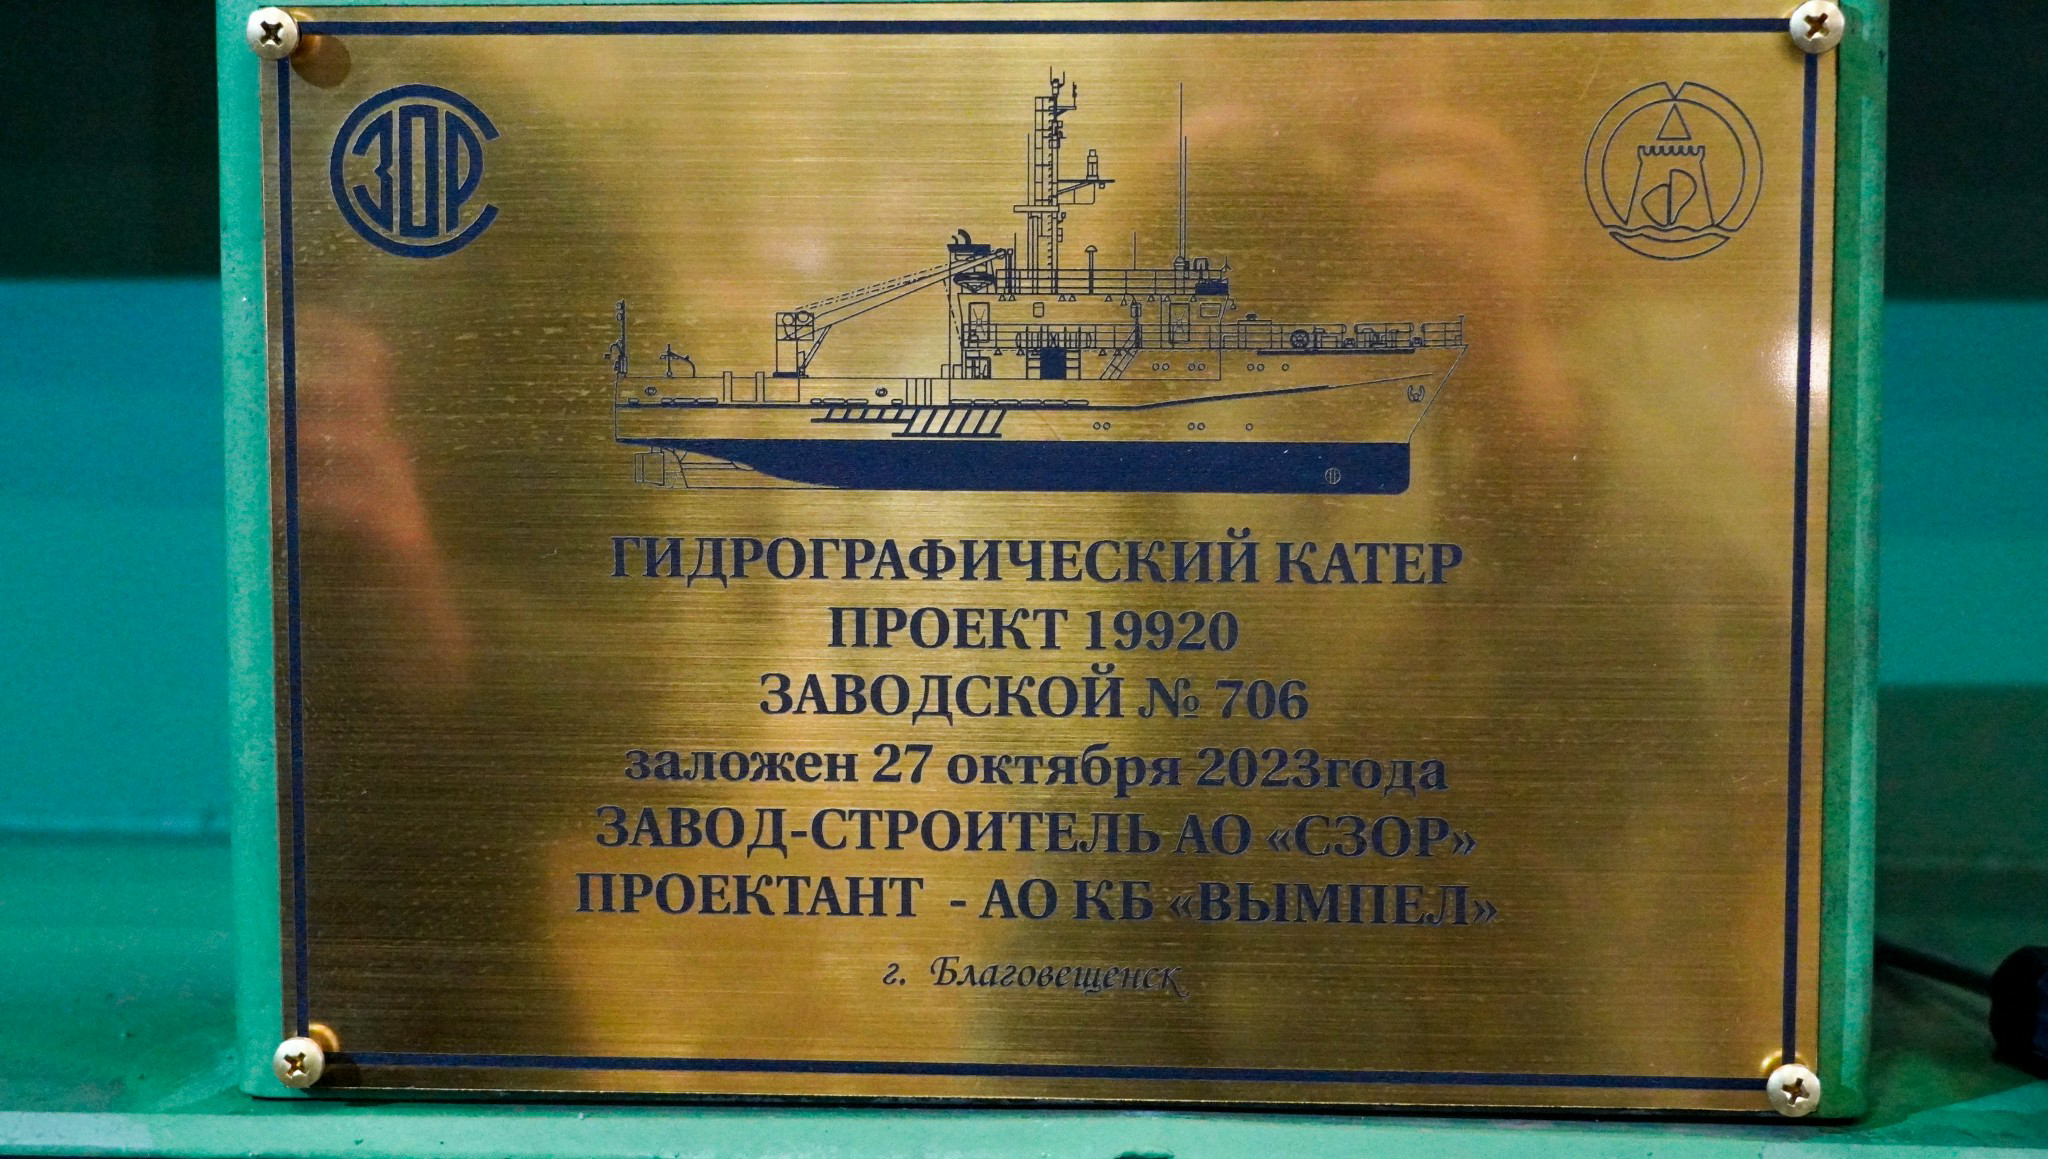 СЗОР
ГИДРОГРАФИЧЕСКИЙ КАТЕР
ПРОЕКТ 19920
ЗАВОДСКОЙ № 706
заложен 27 октября 2023года
ЗАВОД-СТРОИТЕЛЬ АО «СЗОР»
ПРОЕКТАНТ - АО КБ «ВЫМПЕЛ»
г. Благовещенск